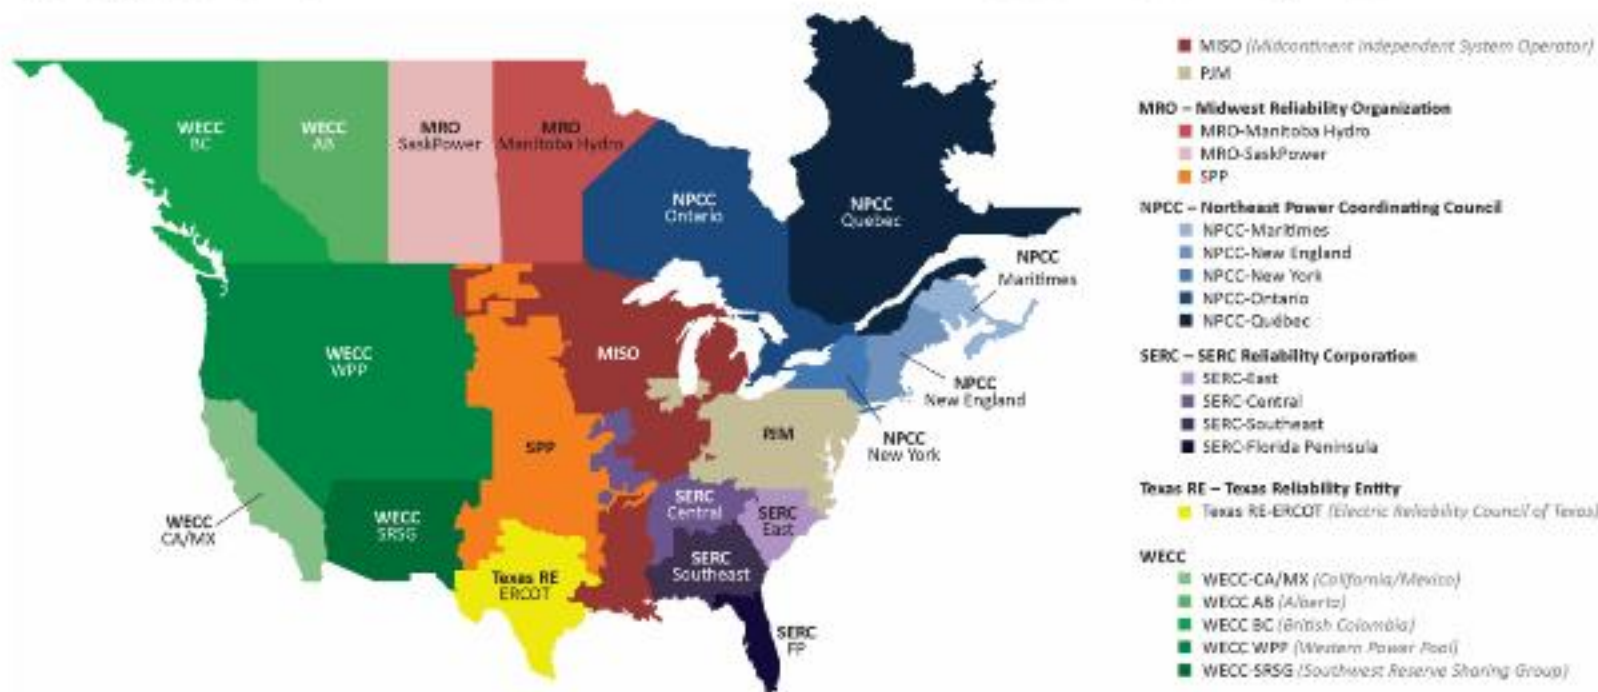 MISO (Midcontinent Independent System Operator)
PJM
MRO – Midwest Reliability Organization
MRO-Manitoba Hydro
MRO-SaskPower
SPP
NPCC – Northeast Power Coordinating Council
NPCC-Maritimes
NPCC-New England
NPCC-New York
NPCC-Ontario
NPCC-Québec
SERC – SERC Reliability Corporation
SERC-East
SERC-Central
SERC-Southeast
SERC-Florida Peninsula
Texas RE – Texas Reliability Entity
Texas RE-ERCOT (Electric Reliability Council of Texas)
WECC
WECC-CA/MX (California/Mexico)
WECC AB (Alberta)
WECC BC (British Colombia)
WECC WPP (Western Power Pool)
WECC-SRSG (Southwest Reserve Sharing Group)
WECC
BC
WECC
AB
MRO
SaskPower
MRO
Manitoba Hydro
NPCC
Ontario
NPCC
Québec
NPCC
Maritimes
WECC
WPP
MISO
NPCC
New England
SPP
PJM
NPCC
New York
WECC
CA/MX
WECC
SRSG
SERC
Central
SERC
East
SERC
Southeast
Texas RE
ERCOT
SERC
FP